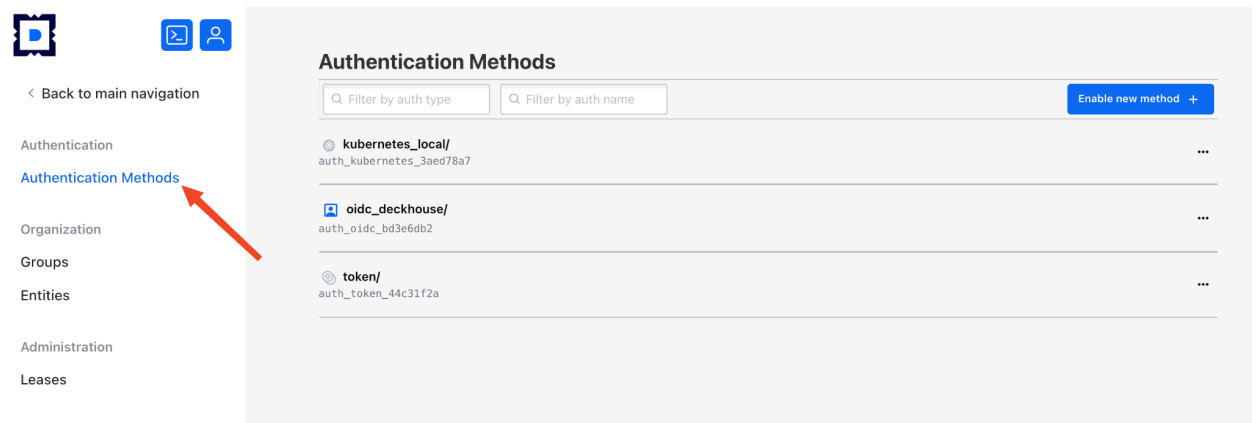 Back to main navigation
Authentication
Authentication Methods
Organization
Groups
Entities
Administration
Leases
Authentication Methods
Filter by auth type
Filter by auth name
Enable new method +
kubernetes_local/
auth_kubernetes_3aed78a7
oidc_deckhouse/
auth_oidc_bd3e6db2
token/
auth_token_44c31f2a